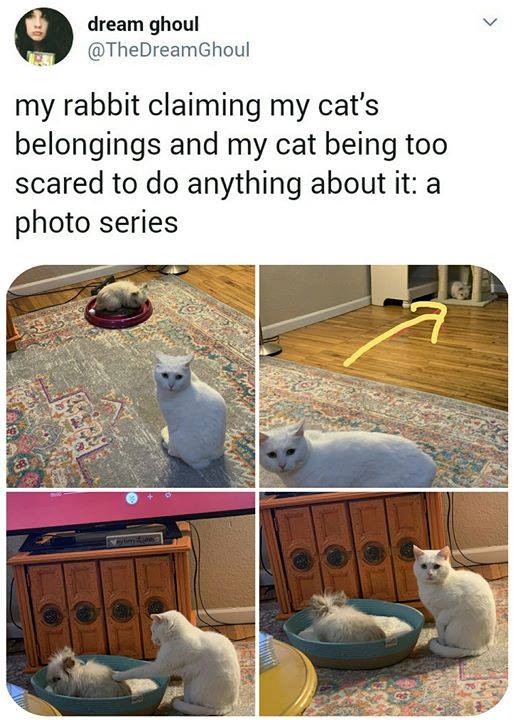 dream ghoul
@TheDreamGhoul
my rabbit claiming my cat's
belongings and my cat being too
scared to do anything about it: a
photo series